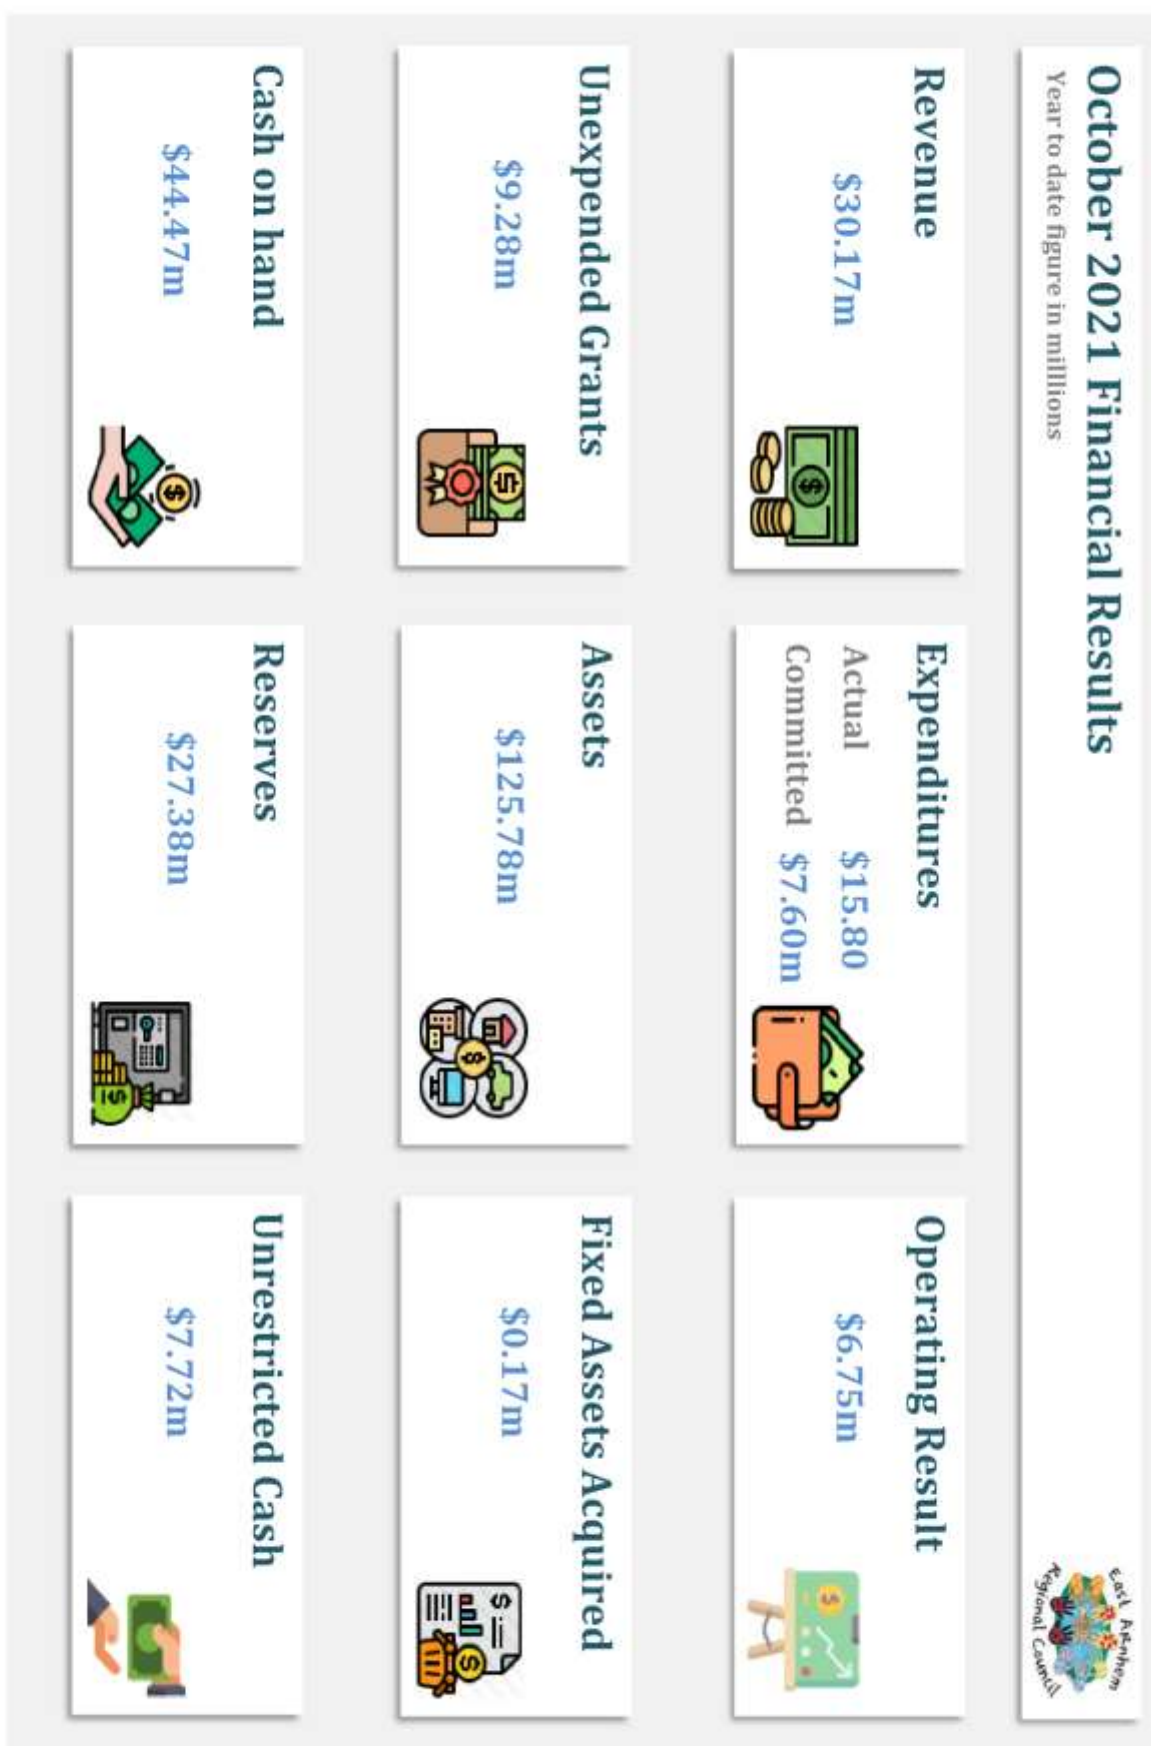 October 2021 Financial Results
Year to date figure in milllions
East Arnhem
Regional Council
Revenue
$30.17m
Expenditures
Actual $15.80
Committed $7.60m
Operating Result
$6.75m
Unexpended Grants
$9.28m
Assets
$125.78m
Fixed Assets Acquired
$0.17m
Cash on hand
$44.47m
Reserves
$27.38m
Unrestricted Cash
$7.72m